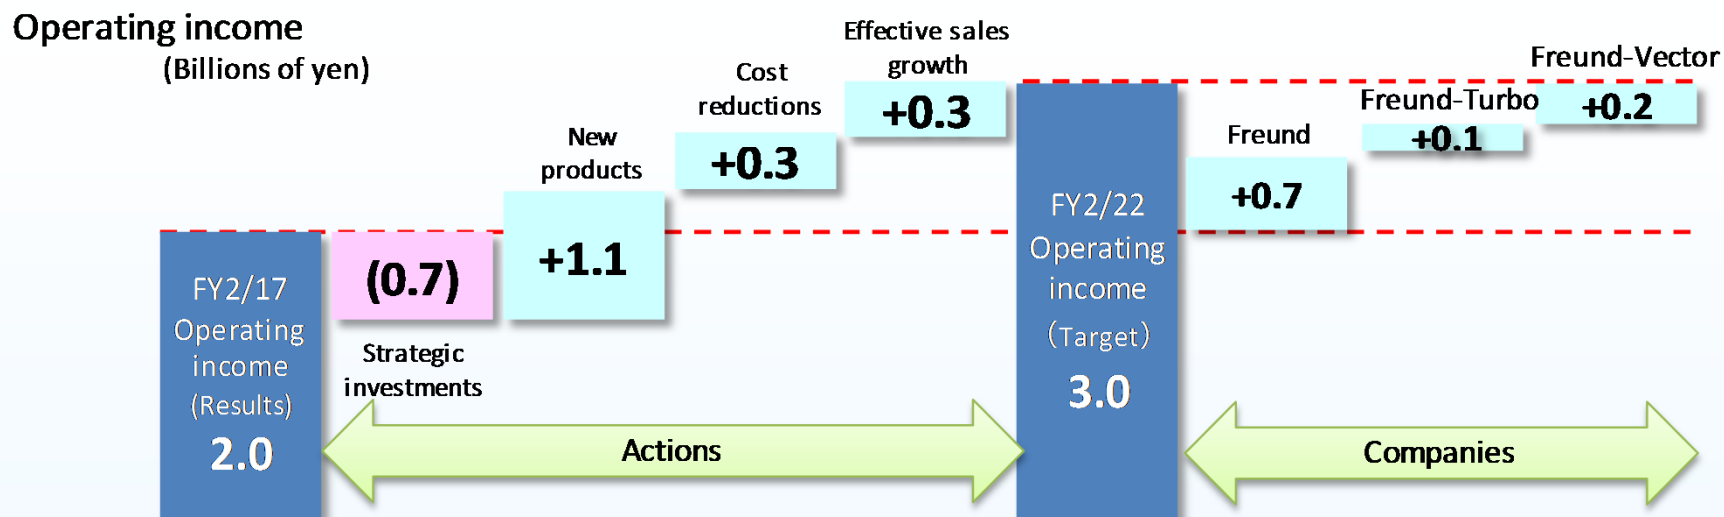 Operating income
(Billions of yen)
FY2/17
Operating
income
(Results)
2.0
(0.7)
Strategic
investments
New
products
+1.1
Cost
reductions
+0.3
Effective sales
growth
+0.3
Actions
FY2/22
Operating
income
(Target)
3.0
Freund
+0.7
Freund-Turbo
+0.1
Freund-Vector
+0.2
Companies